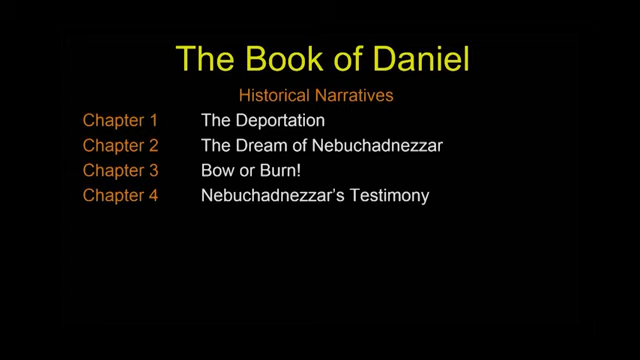 The Book of Daniel
Historical Narratives
Chapter 1 The Deportation
Chapter 2 The Dream of Nebuchadnezzar
Chapter 3 Bow or Burn!
Chapter 4 Nebuchadnezzar's Testimony